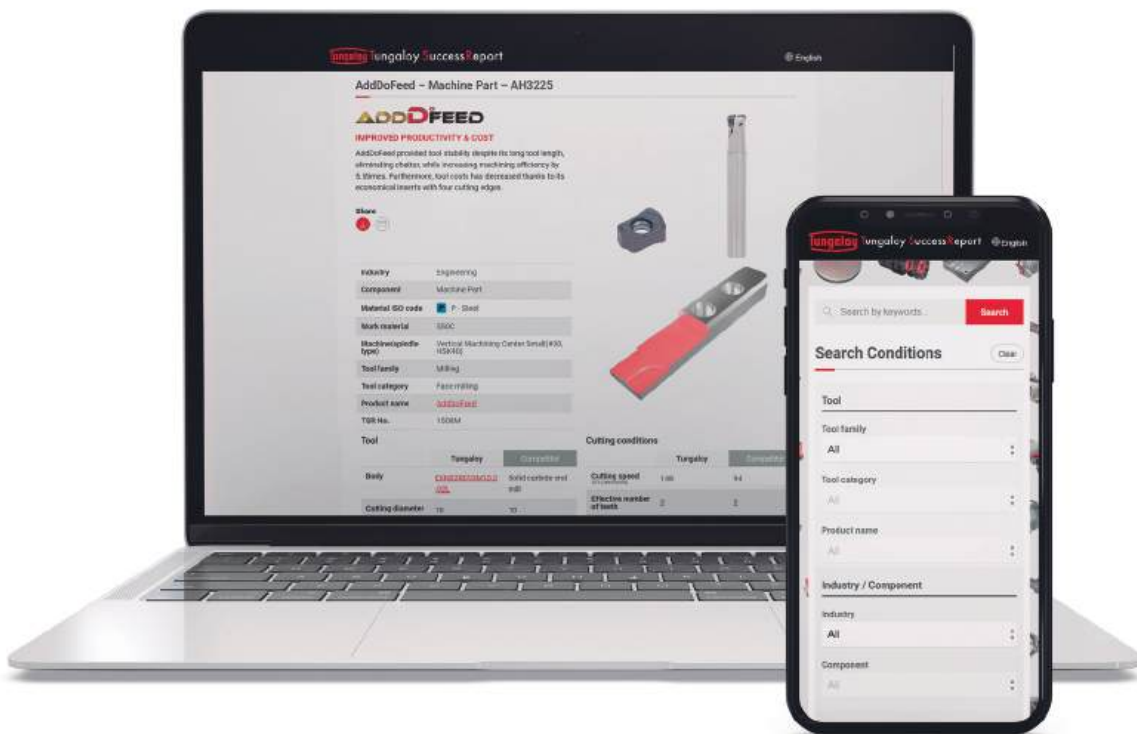 Tungaloy Tungaloy SuccessReport
English
AddDoFeed – Machine Part – AH3225
ADDDFEED
IMPROVED PRODUCTIVITY & COST
AddDoFeed provided tool stability despite its long tool length,
eliminating chatter, while increasing machining efficiency by
times. Furthermore, tool costs has decreased thanks to its
economical inserts with four cutting edges.
Share
Industry Engineering
Component Machine Part
Material ISO code P - Steel
Work material S50C
Machine(spindle type) Vertical Machining Center Small(#30, HSK40)
Tool family Milling
Tool category Face milling
Product name AddDoFeed
TSR No. 1508M
Tool
Tungaloy Competitor
Body Solid carbide end mill
Cutting diameter 10 10
Cutting conditions
Tungaloy Competitor
Cutting speed 94
Effective number of teeth 2 2
Tungaloy Tungaloy SuccessReport English
Search by keywords...
Search
Search Conditions
Clear
Tool
Tool family
All
Tool category
All
Product name
All
Industry / Component
Industry
All
Component
All